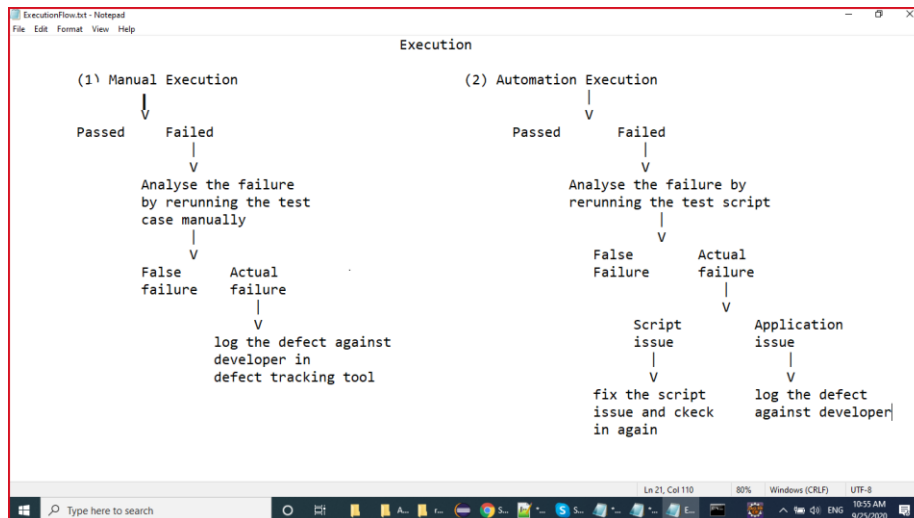 ExecutionFlow.txt - Notepad
File Edit Format View Help
Execution
(1) Manual Execution
Passed Failed
Analyse the failure
by rerunning the test
case manually
False Actual
failure failure
log the defect against
developer in
defect tracking tool
(2) Automation Execution
Passed Failed
Analyse the failure by
rerunning the test script
False Actual
Failure failure
Script Application
issue issue
fix the script log the defect
issue and ckeck against developer
in again
Ln 21, Col 110 80% Windows (CRLF) UTF-8
Type here to search A... r... S... S... E... ENG 10:55 AM
9/25/2020